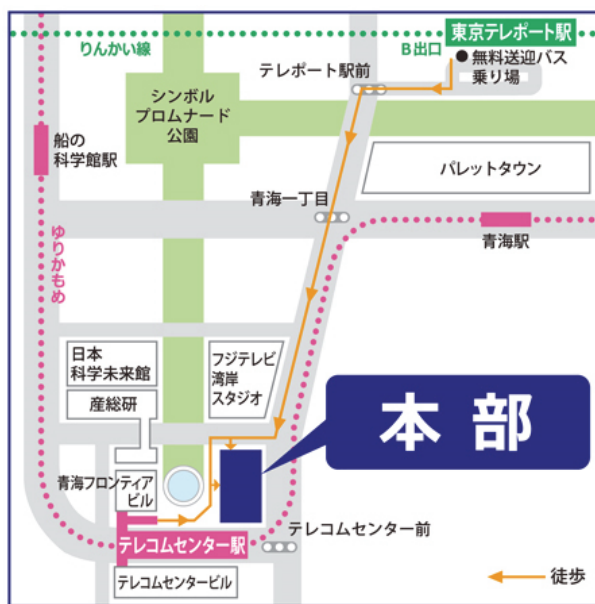 東京テレポート駅
りんかい線
B出口
無料送迎バス
乗り場
テレポート駅前
シンボル
プロムナード
公園
船の
科学館駅
パレットタウン
青海一丁目
青海駅
ゆりかもめ
日本
科学未来館
フジテレビ
湾岸
スタジオ
産総研
本部
青海フロンティア
ビル
テレコムセンター駅
テレコムセンター前
テレコムセンタービル
徒歩